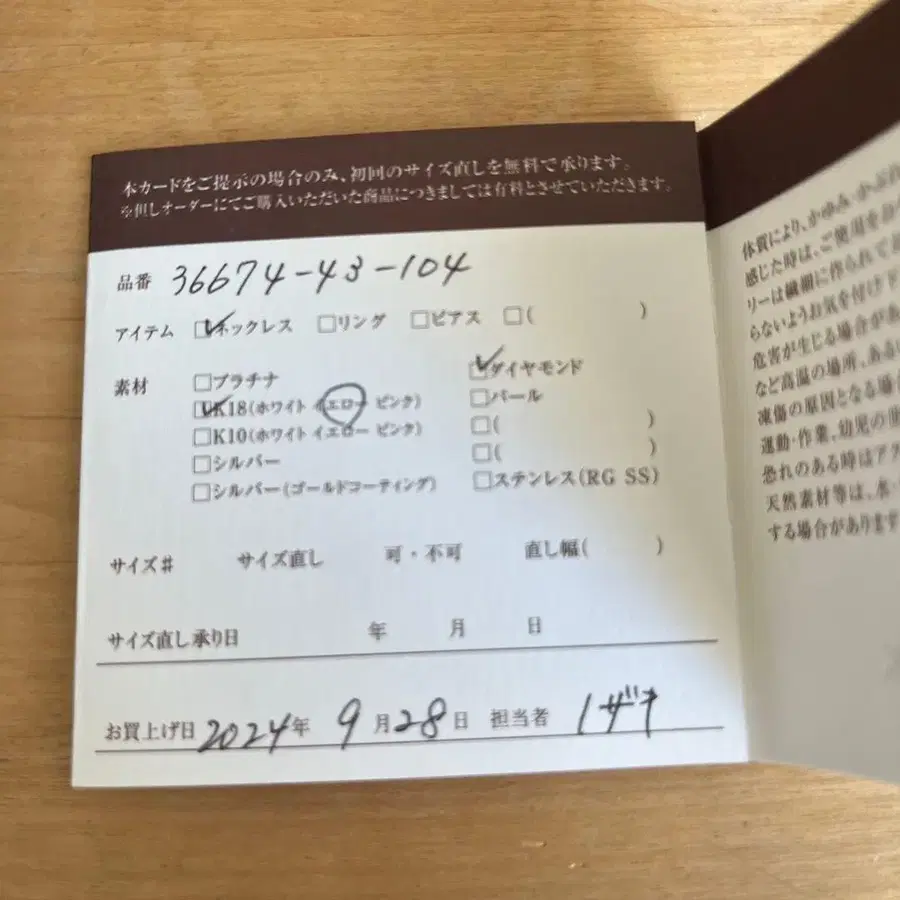 本カードをご提示の場合のみ、初回のサイズ直しを無料で承ります。
※但しオーダーにてご購入いただいた商品につきましては有料とさせていただきます。
品番 36674-43-104
アイテム □ネックレス □リング □ピアス □( )
素材 □プラチナ □ダイヤモンド
□K18(ホワイト イエロー ピンク) □パール
□K10(ホワイト イエロー ピンク) □( )
□シルバー □( )
□シルバー(ゴールドコーティング) □ステンレス(RG SS)
サイズ# サイズ直し 可・不可 直し幅( )
サイズ直し承り日 年 月 日
お買上げ日 2024年 9月28日 担当者
体質により、かゆみ・かぶれ
感じた時は、ご使用を
リーは繊細に作られて
らないようお気を付け下
危害が生じる場合があ
など高温の場所、ある
凍傷の原因となる場合
運動・作業、幼児の
恐れのある時はア
天然素材等は、水・
する場合があります